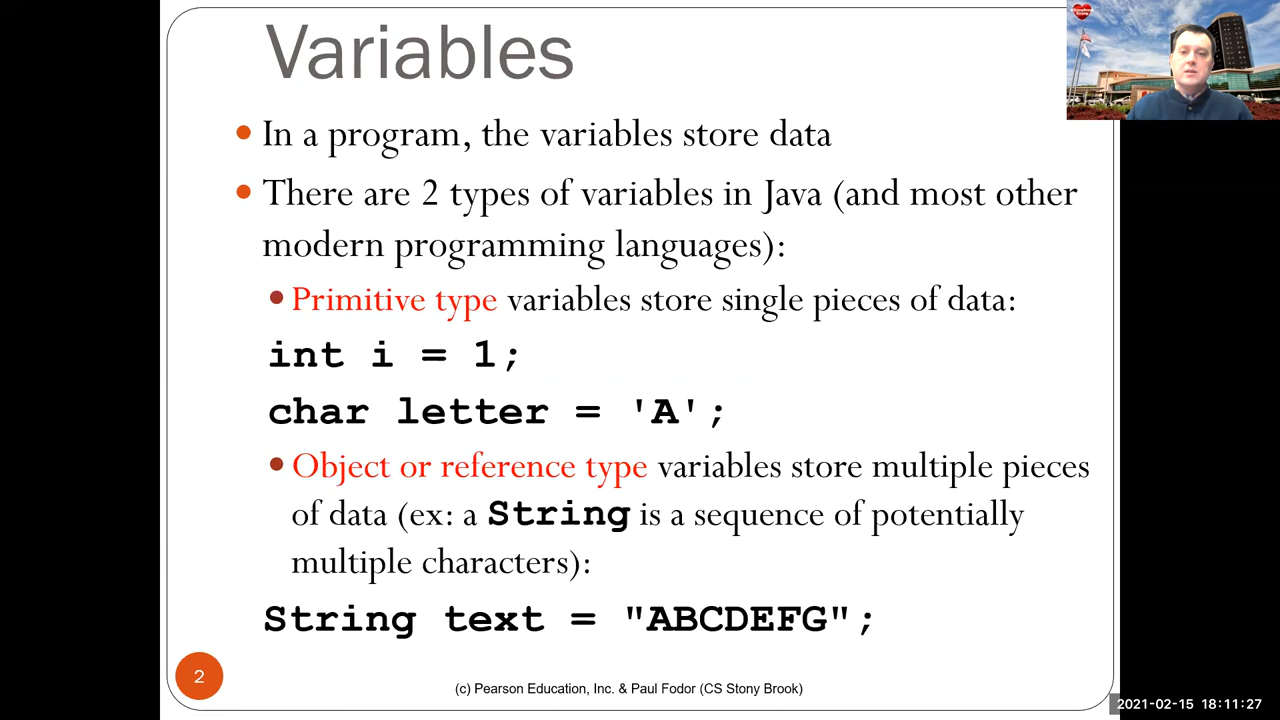 Variables
In a program, the variables store data
There are 2 types of variables in Java (and most other
modern programming languages):
Primitive type variables store single pieces of data:
int i = 1;
char letter = 'A';
Object or reference type variables store multiple pieces
of data (ex: a String is a sequence of potentially
multiple characters):
String text = "ABCDEFG";
2
(c) Pearson Education, Inc. & Paul Fodor (CS Stony Brook)
2021-02-15 18:11:27